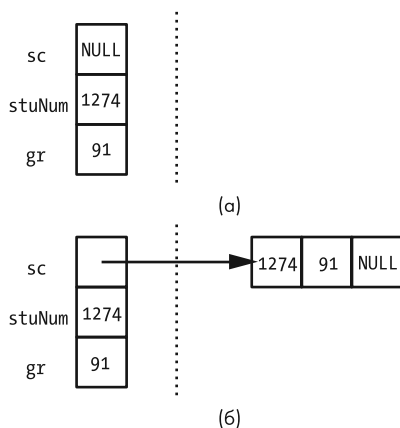 sc NULL
stuNum 1274
gr 91
(а)
sc 1274 91 NULL
stuNum 1274
gr 91
(б)